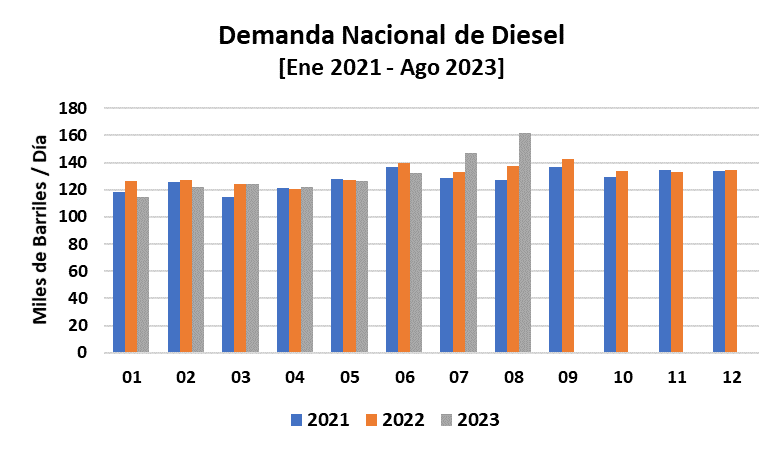 Demanda Nacional de Diesel
[Ene 2021 - Ago 2023]
Miles de Barriles / Día
180
160
140
120
100
80
60
40
20
0
01 02 03 04 05 06 07 08 09 10 11 12
2021 2022 2023